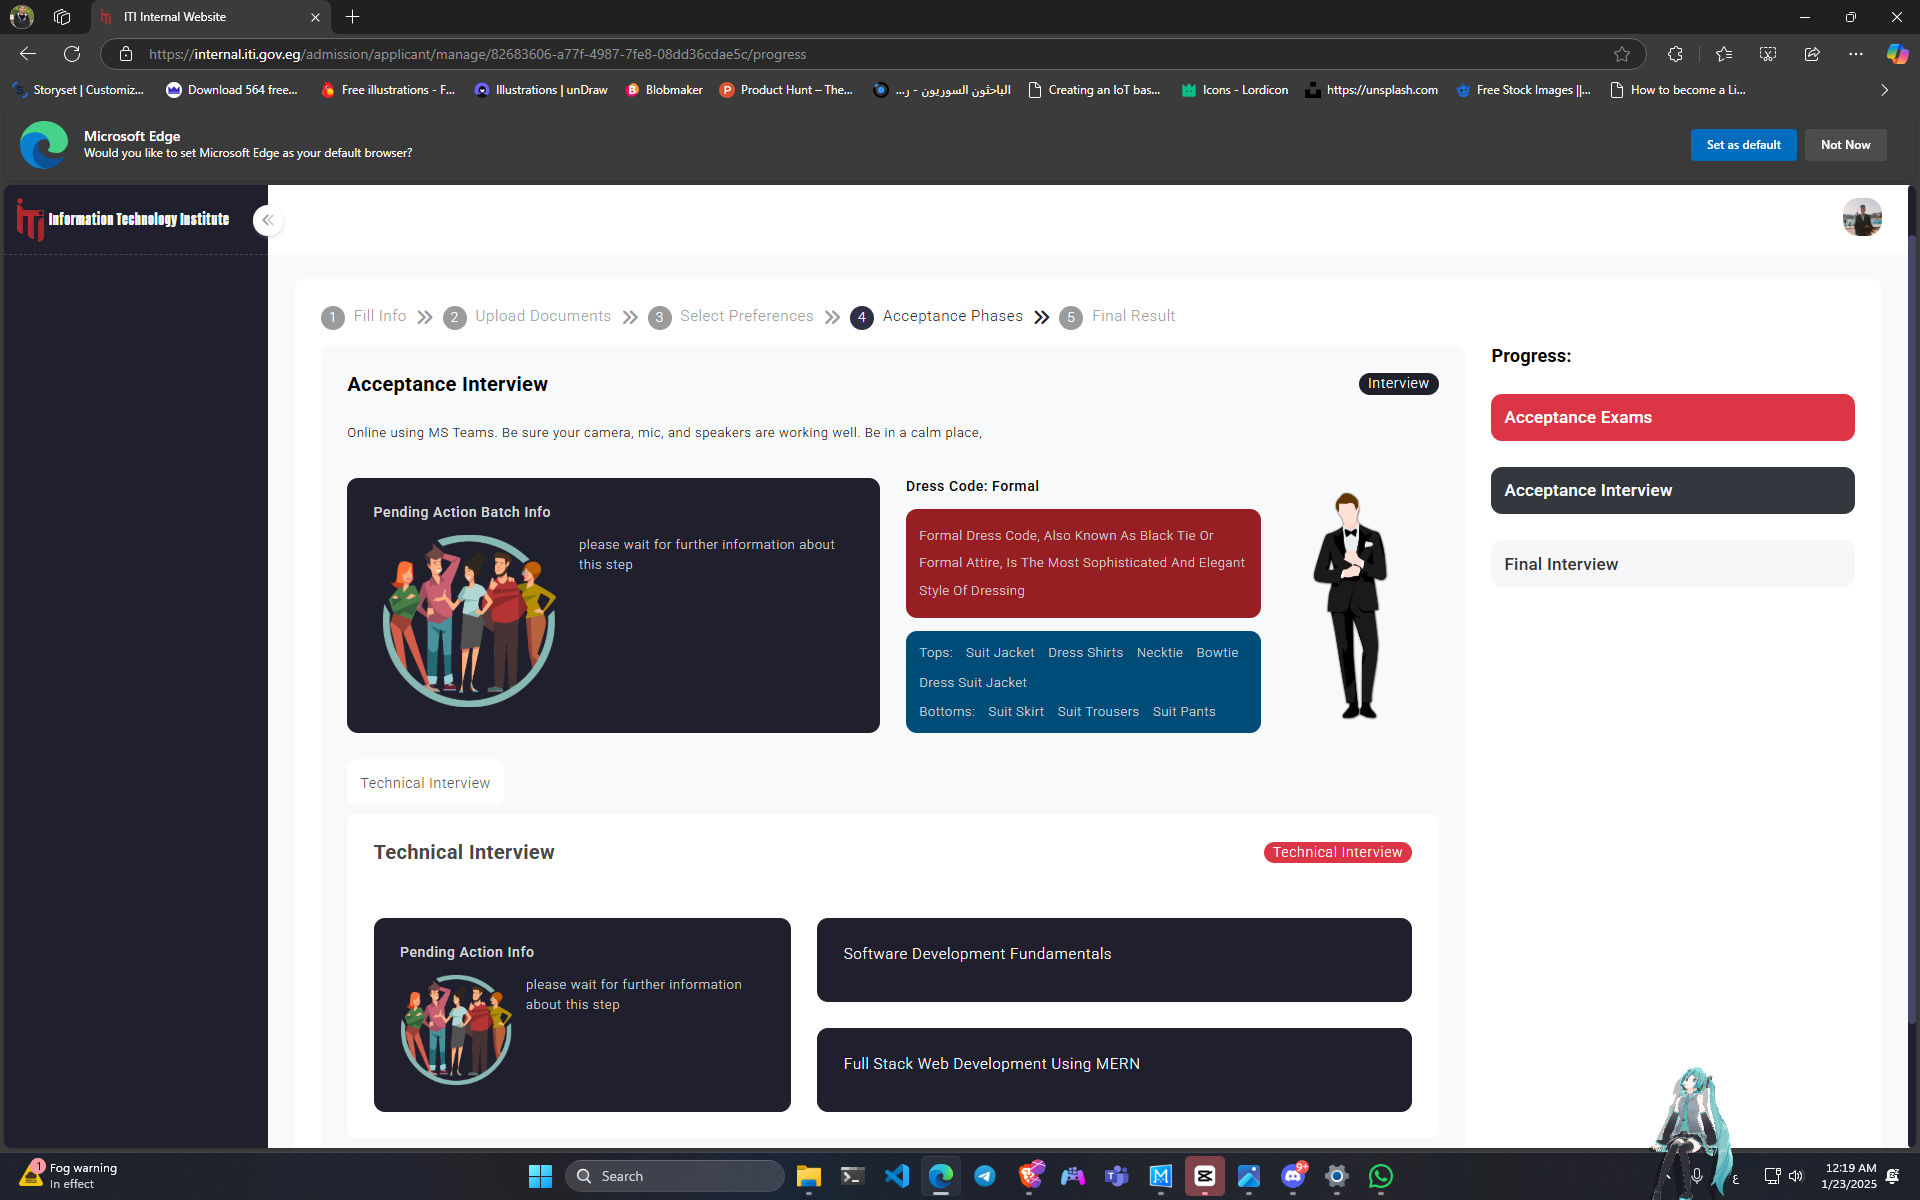 ITI Internal Website
https://internal.iti.gov.eg/admission/applicant/manage/82683606-a77f-4987-7fe8-08dd36cdae5c/progress
Storyset | Customiz...
Download 564 free...
Free illustrations - F...
Illustrations | unDraw
Blobmaker
Product Hunt – The...
الباحثون السوريون - ر...
Creating an IoT bas...
Icons - Lordicon
https://unsplash.com
Free Stock Images ||...
How to become a Li...
Microsoft Edge
Would you like to set Microsoft Edge as your default browser?
Set as default
Not Now
iTi Information Technology Institute
1 Fill Info
2 Upload Documents
3 Select Preferences
4 Acceptance Phases
5 Final Result
Acceptance Interview
Interview
Online using MS Teams. Be sure your camera, mic, and speakers are working well. Be in a calm place,
Pending Action Batch Info
please wait for further information about
this step
Dress Code: Formal
Formal Dress Code, Also Known As Black Tie Or
Formal Attire, Is The Most Sophisticated And Elegant
Style Of Dressing
Tops: Suit Jacket Dress Shirts Necktie Bowtie
Dress Suit Jacket
Bottoms: Suit Skirt Suit Trousers Suit Pants
Progress:
Acceptance Exams
Acceptance Interview
Final Interview
Technical Interview
Technical Interview
Technical Interview
Pending Action Info
please wait for further information
about this step
Software Development Fundamentals
Full Stack Web Development Using MERN
1
Fog warning
In effect
Search
9+
ع
12:19 AM
1/23/2025